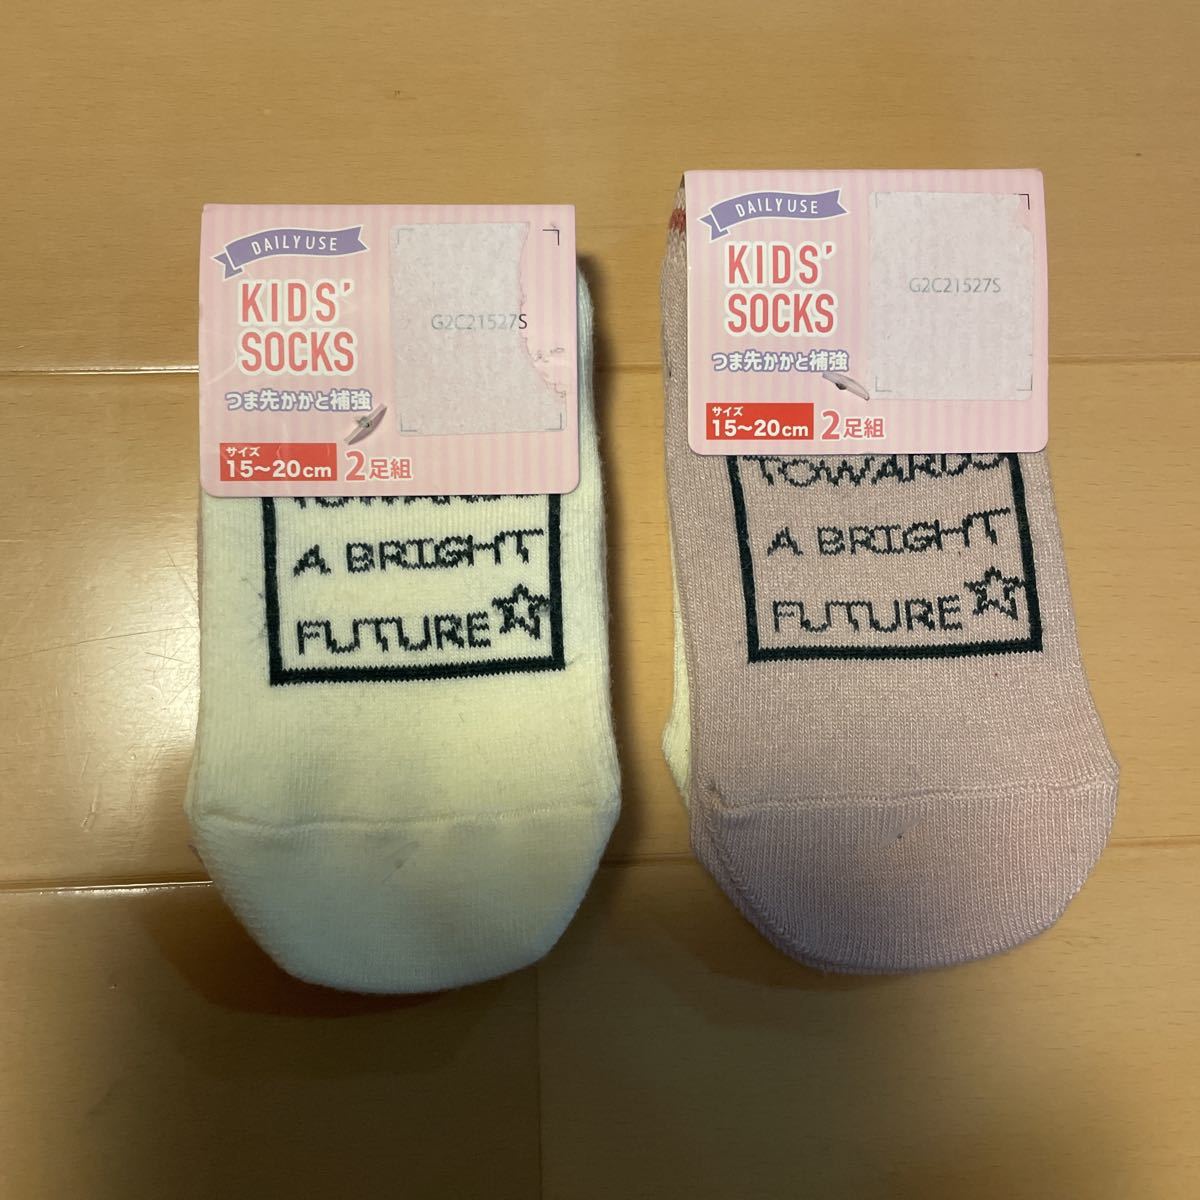 DAILY USE
KIDS'
SOCKS
つま先かかと補強
サイズ
15~20cm 2足組
G2C21527S
A BRIGHT
FUTURE
DAILY USE
KIDS'
SOCKS
つま先かかと補強
サイズ
15~20cm 2足組
G2C21527S
TOWARDS
A BRIGHT
FUTURE